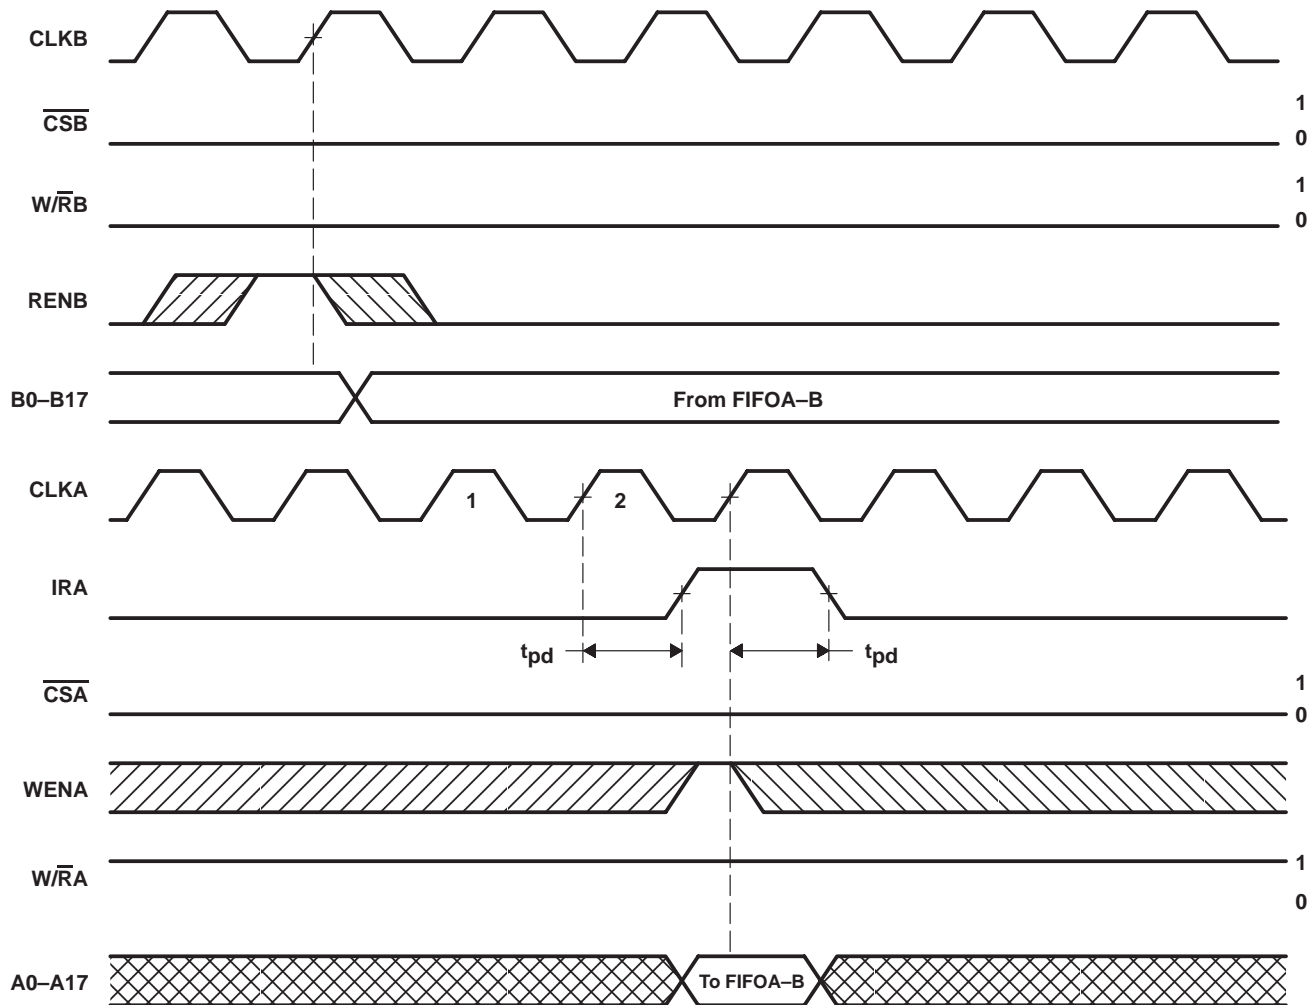 CLKB
CSB
1
0
W/RB
1
0
RENB
B0–B17
From FIFOA–B
CLKA
1
2
IRA
tpd
tpd
CSA
1
0
WENA
W/RA
1
0
A0–A17
To FIFOA–B